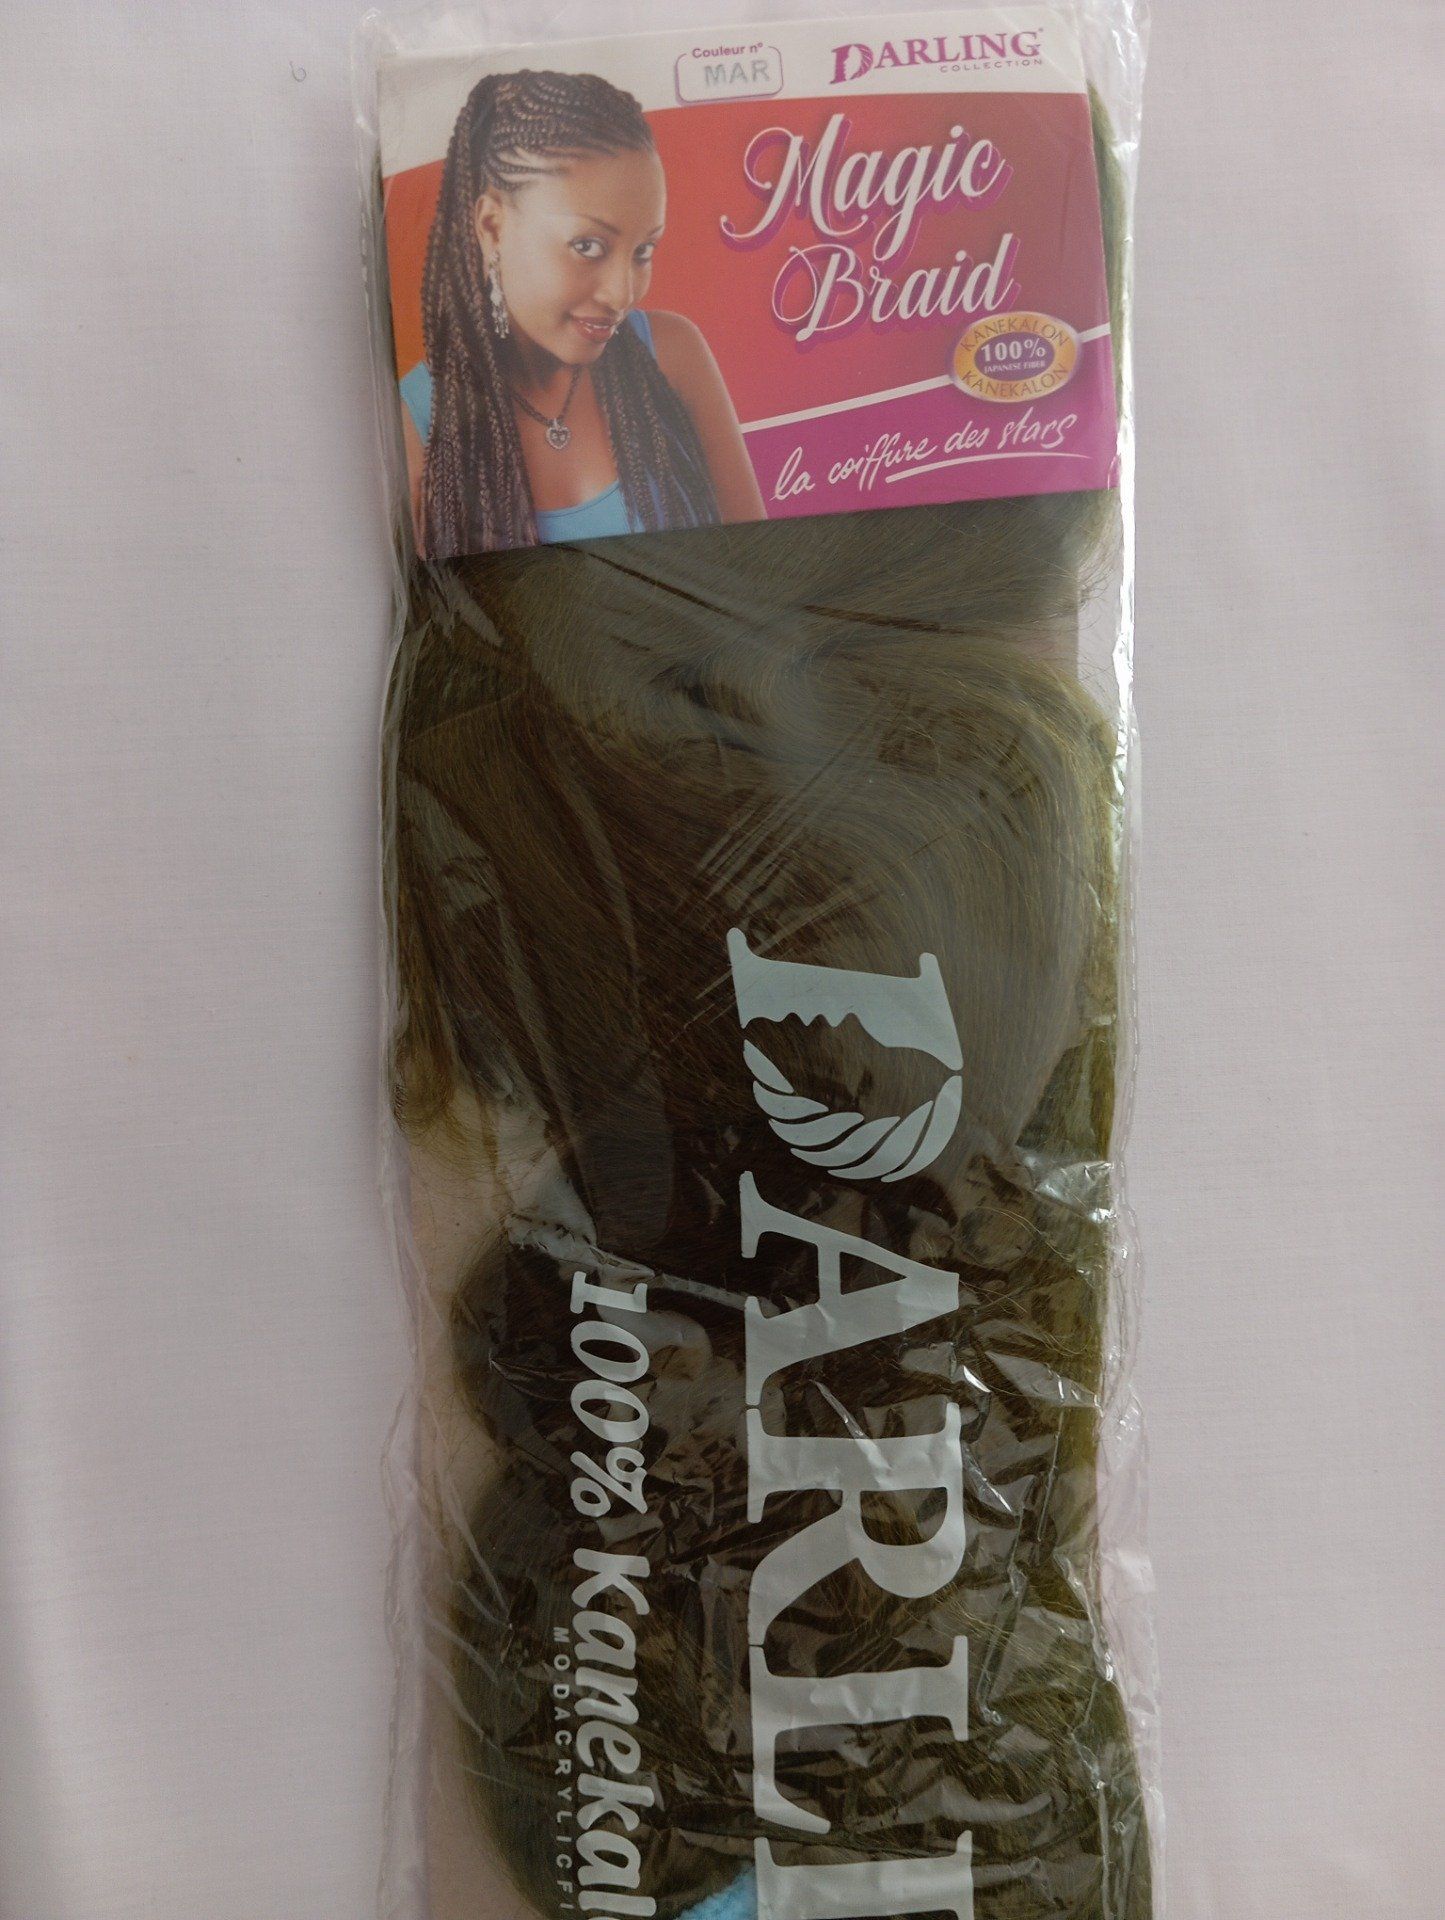 Couleur n°
MAR
DARLING
COLLECTION
Magic
Braid
KANEKALON
100%
JAPANESE FIBER
KANEKALON
la coiffure des stars
DARLI
100% Kanekal
MODACRYLIC FI